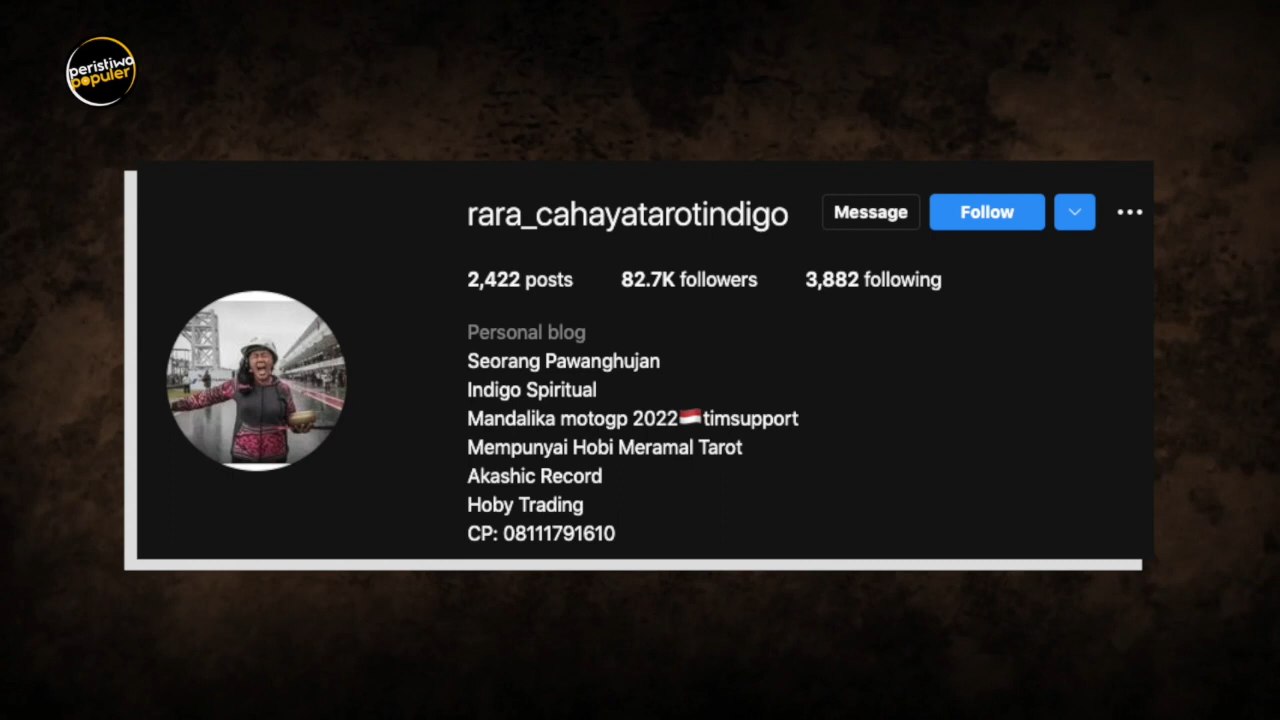 peristiwa
populer
rara_cahayatarotindigo Message Follow
2,422 posts 82.7K followers 3,882 following
Personal blog
Seorang Pawanghujan
Indigo Spiritual
Mandalika motogp 2022🇮🇩timsupport
Mempunyai Hobi Meramal Tarot
Akashic Record
Hoby Trading
CP: 08111791610